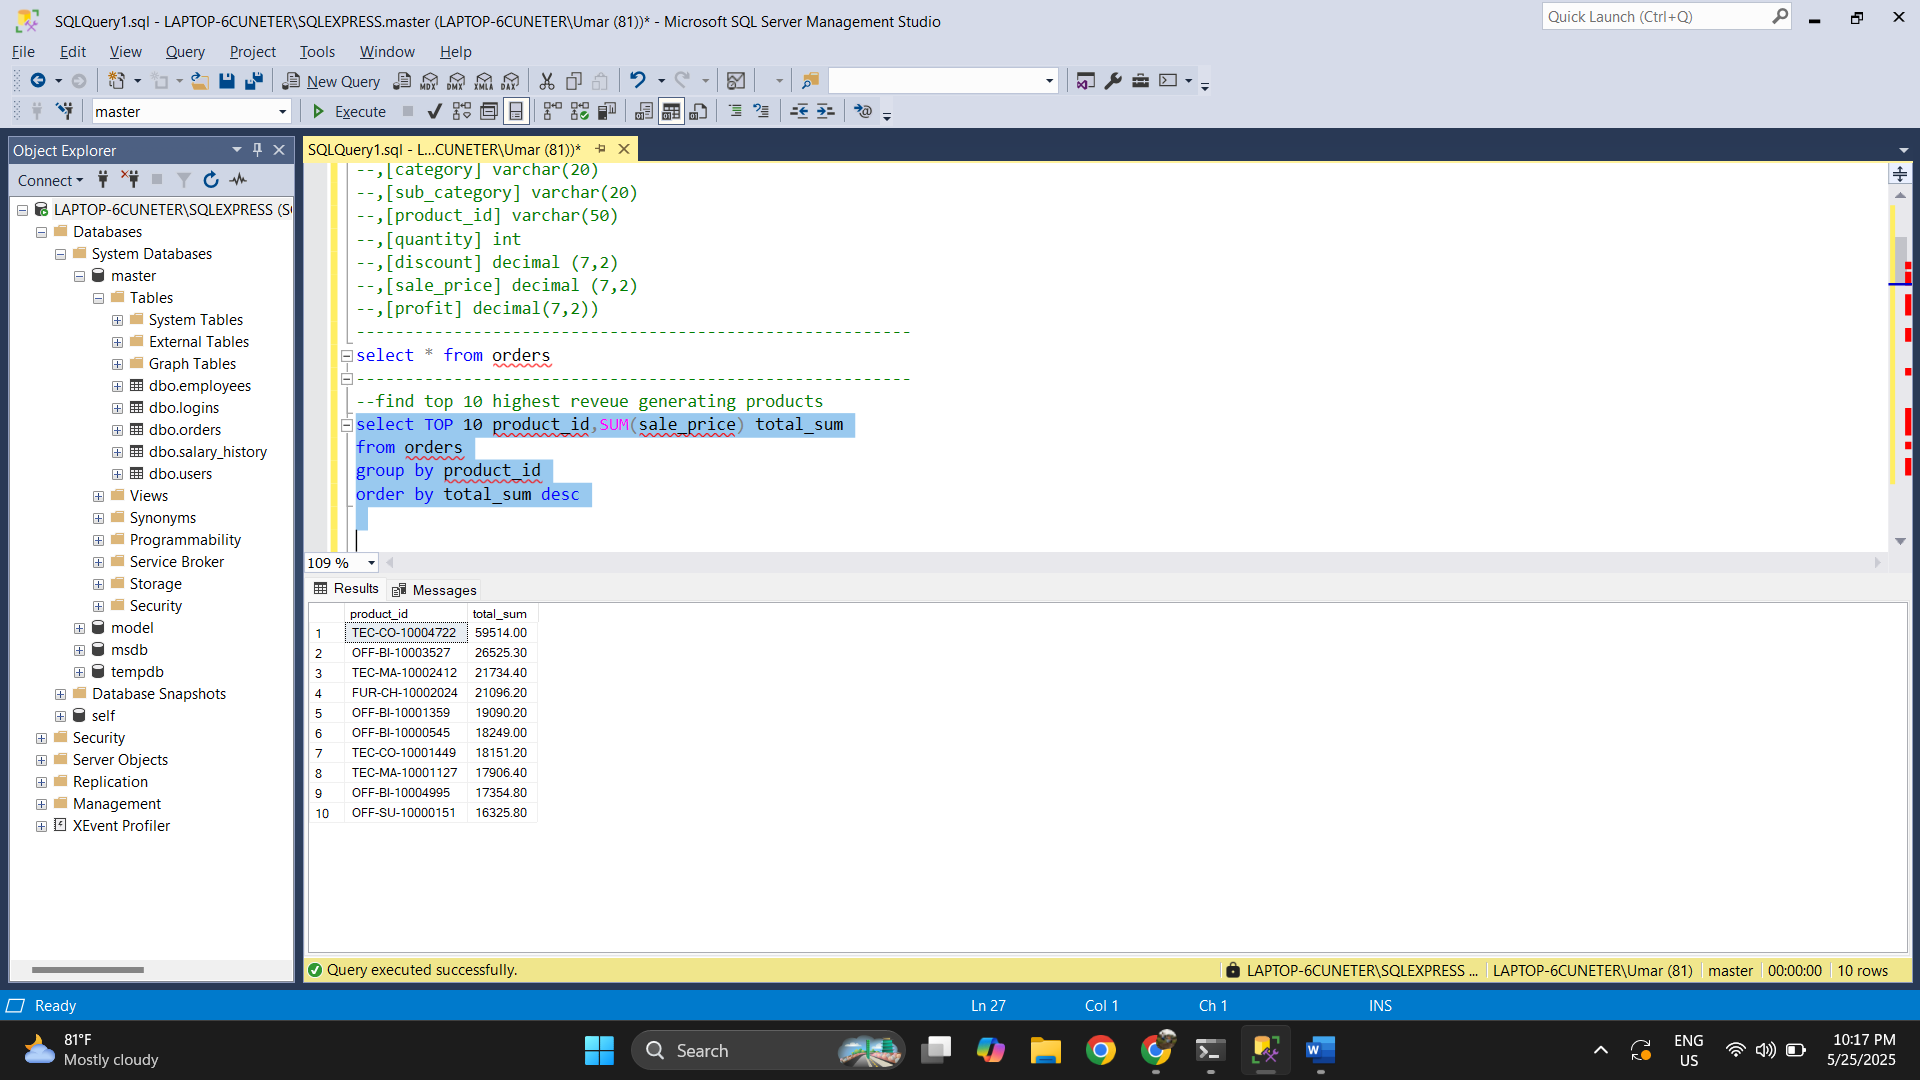 SQLQuery1.sql - LAPTOP-6CUNETER\SQLEXPRESS.master (LAPTOP-6CUNETER\Umar (81))* - Microsoft SQL Server Management Studio
Quick Launch (Ctrl+Q)
File Edit View Query Project Tools Window Help
New Query MDX DMX XMLA DAX
master Execute
Object Explorer
Connect
LAPTOP-6CUNETER\SQLEXPRESS (S
Databases
System Databases
master
Tables
System Tables
External Tables
Graph Tables
dbo.employees
dbo.logins
dbo.orders
dbo.salary_history
dbo.users
Views
Synonyms
Programmability
Service Broker
Storage
Security
model
msdb
tempdb
Database Snapshots
self
Security
Server Objects
Replication
Management
XEvent Profiler
SQLQuery1.sql - L...CUNETER\Umar (81))*
--,[category] varchar(20)
--,[sub_category] varchar(20)
--,[product_id] varchar(50)
--,[quantity] int
--,[discount] decimal (7,2)
--,[sale_price] decimal (7,2)
--,[profit] decimal(7,2))
---------------------------------------------------------
select * from orders
---------------------------------------------------------
--find top 10 highest reveue generating products
select TOP 10 product_id,SUM(sale_price) total_sum
from orders
group by product_id
order by total_sum desc
109 %
Results Messages
product_id total_sum
1 TEC-CO-10004722 59514.00
2 OFF-BI-10003527 26525.30
3 TEC-MA-10002412 21734.40
4 FUR-CH-10002024 21096.20
5 OFF-BI-10001359 19090.20
6 OFF-BI-10000545 18249.00
7 TEC-CO-10001449 18151.20
8 TEC-MA-10001127 17906.40
9 OFF-BI-10004995 17354.80
10 OFF-SU-10000151 16325.80
Query executed successfully. LAPTOP-6CUNETER\SQLEXPRESS ... LAPTOP-6CUNETER\Umar (81) master 00:00:00 10 rows
Ready Ln 27 Col 1 Ch 1 INS
81°F
Mostly cloudy
Search
ENG
US
10:17 PM
5/25/2025